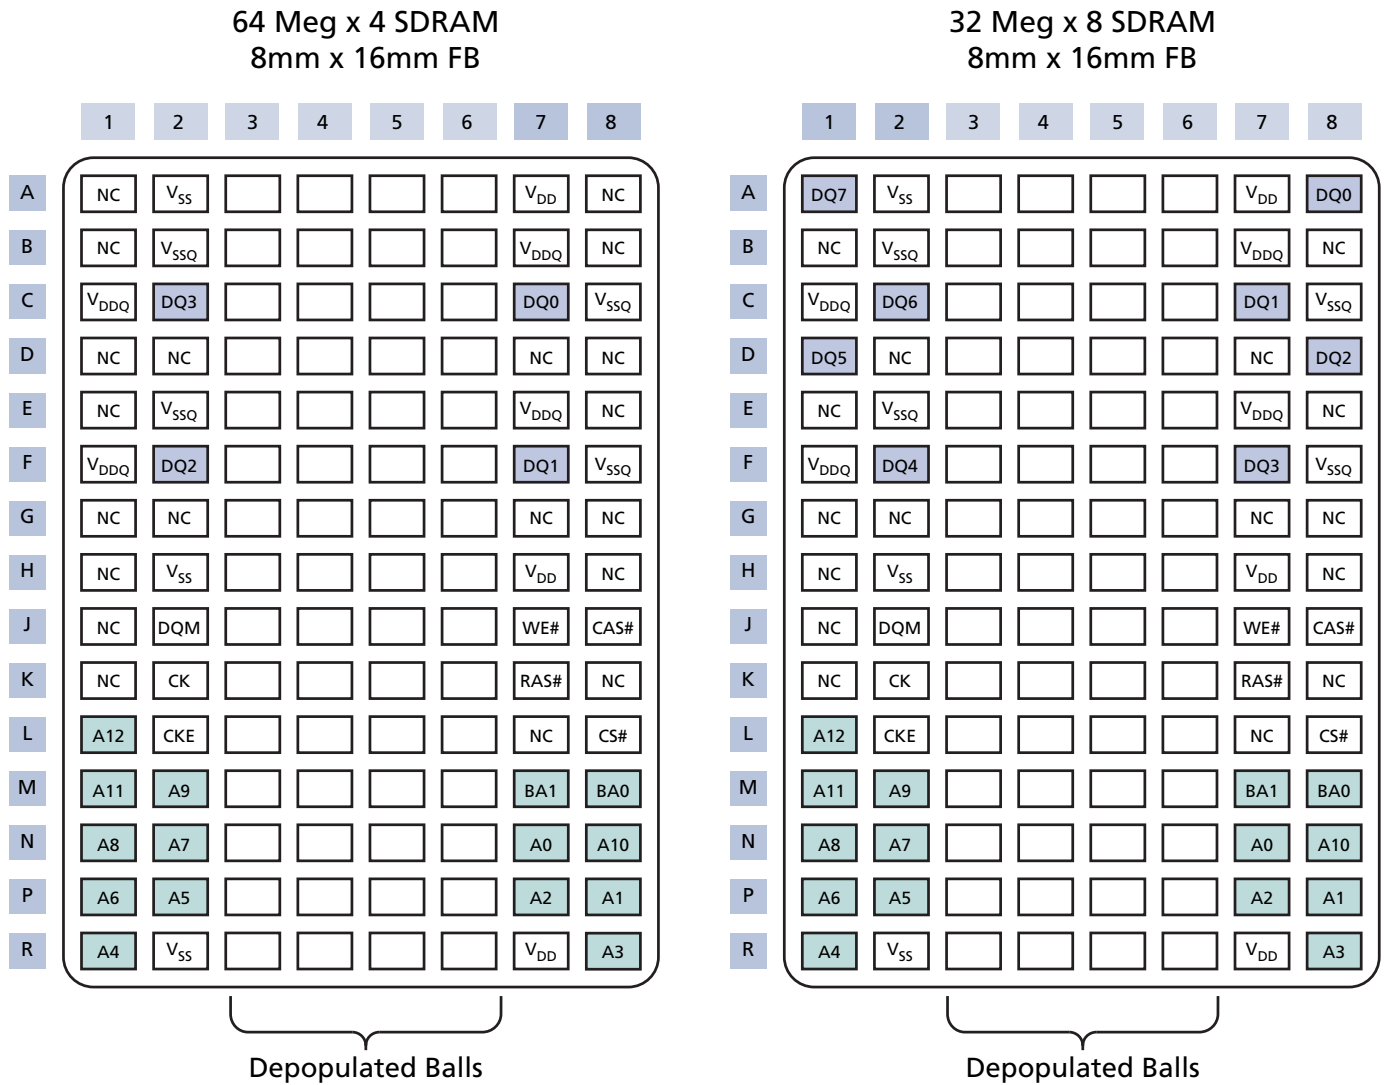 64 Meg x 4 SDRAM
8mm x 16mm FB
1 2 3 4 5 6 7 8
A NC VSS VDD NC
B NC VSSQ VDDQ NC
C VDDQ DQ3 DQ0 VSSQ
D NC NC NC NC
E NC VSSQ VDDQ NC
F VDDQ DQ2 DQ1 VSSQ
G NC NC NC NC
H NC VSS VDD NC
J NC DQM WE# CAS#
K NC CK RAS# NC
L A12 CKE NC CS#
M A11 A9 BA1 BA0
N A8 A7 A0 A10
P A6 A5 A2 A1
R A4 VSS VDD A3
Depopulated Balls
32 Meg x 8 SDRAM
8mm x 16mm FB
1 2 3 4 5 6 7 8
A DQ7 VSS VDD DQ0
B NC VSSQ VDDQ NC
C VDDQ DQ6 DQ1 VSSQ
D DQ5 NC NC DQ2
E NC VSSQ VDDQ NC
F VDDQ DQ4 DQ3 VSSQ
G NC NC NC NC
H NC VSS VDD NC
J NC DQM WE# CAS#
K NC CK RAS# NC
L A12 CKE NC CS#
M A11 A9 BA1 BA0
N A8 A7 A0 A10
P A6 A5 A2 A1
R A4 VSS VDD A3
Depopulated Balls